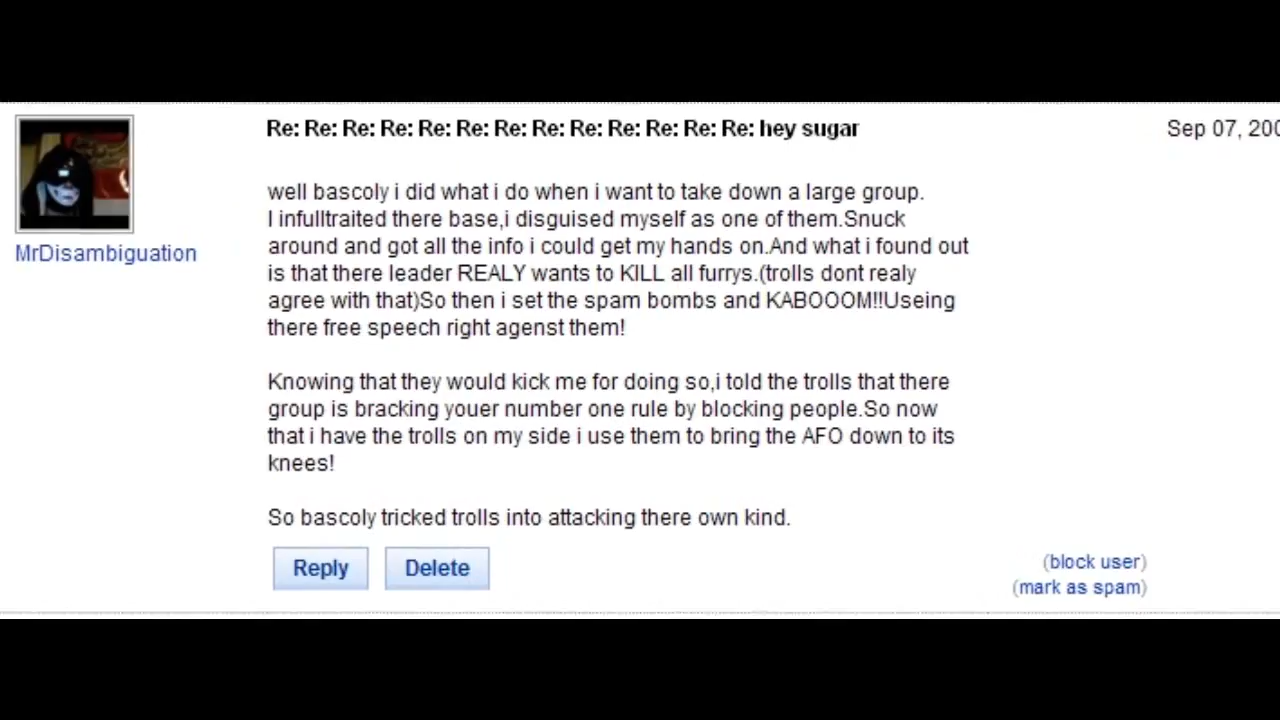 Re: Re: Re: Re: Re: Re: Re: Re: Re: Re: Re: Re: Re: hey sugar
Sep 07, 200
MrDisambiguation
well bascoly i did what i do when i want to take down a large group.
I infulltraited there base,i disguised myself as one of them.Snuck
around and got all the info i could get my hands on.And what i found out
is that there leader REALY wants to KILL all furrys.(trolls dont realy
agree with that)So then i set the spam bombs and KABOOOM!!Useing
there free speech right agenst them!
Knowing that they would kick me for doing so,i told the trolls that there
group is bracking youer number one rule by blocking people.So now
that i have the trolls on my side i use them to bring the AFO down to its
knees!
So bascoly tricked trolls into attacking there own kind.
Reply Delete
(block user)
(mark as spam)